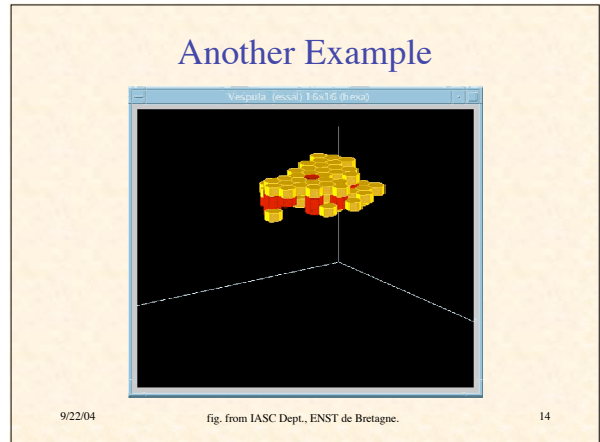 Another Example
Vespula (essai) 16x16 (hexa)
9/22/04
fig. from IASC Dept., ENST de Bretagne.
14